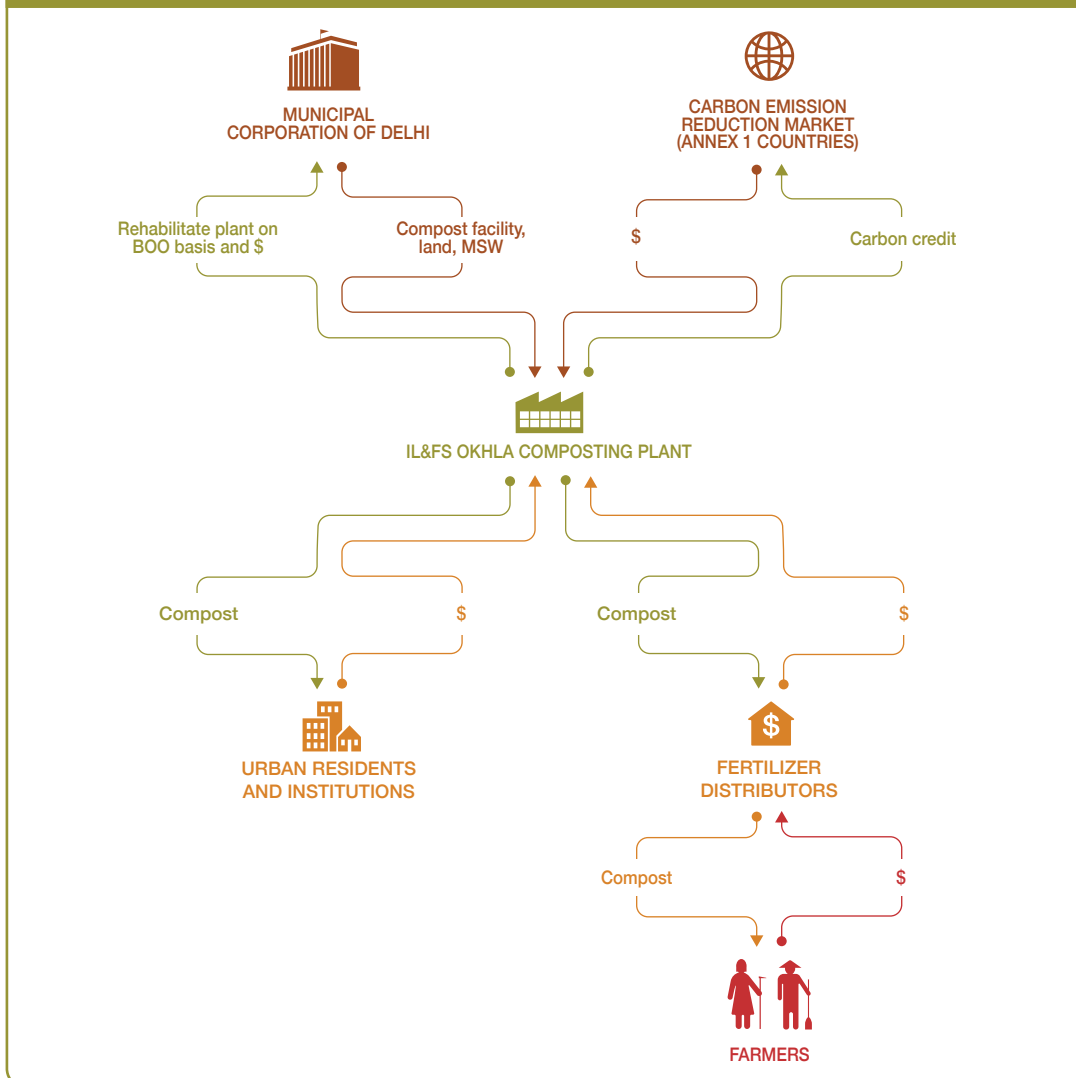 MUNICIPAL
CORPORATION OF DELHI
CARBON EMISSION
REDUCTION MARKET
(ANNEX 1 COUNTRIES)
Rehabilitate plant on
BOO basis and $
Compost facility,
land, MSW
$
Carbon credit
IL&FS OKHLA COMPOSTING PLANT
Compost
$
Compost
$
$
URBAN RESIDENTS
AND INSTITUTIONS
FERTILIZER
DISTRIBUTORS
Compost
$
FARMERS